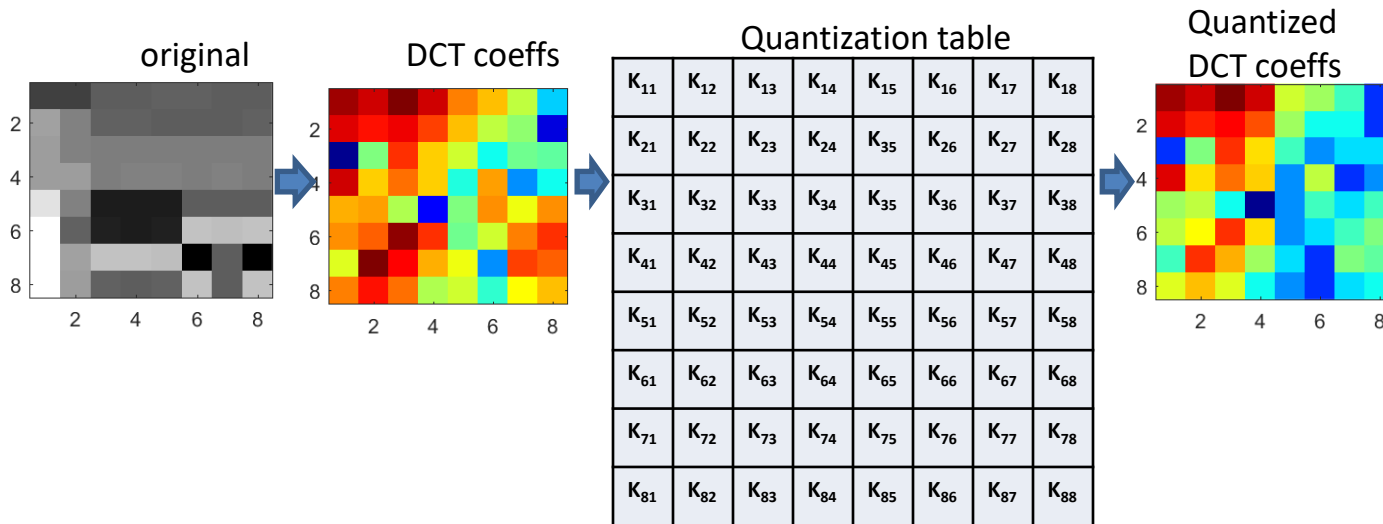 original
DCT coeffs
Quantization table
Quantized
DCT coeffs
2
4
6
8
2 4 6 8
2
4
6
8
2 4 6 8
K11 K12 K13 K14 K15 K16 K17 K18
K21 K22 K23 K24 K35 K26 K27 K28
K31 K32 K33 K34 K35 K36 K37 K38
K41 K42 K43 K44 K45 K46 K47 K48
K51 K52 K53 K54 K55 K56 K57 K58
K61 K62 K63 K64 K65 K66 K67 K68
K71 K72 K73 K74 K75 K76 K77 K78
K81 K82 K83 K84 K85 K86 K87 K88
2
4
6
8
2 4 6 8